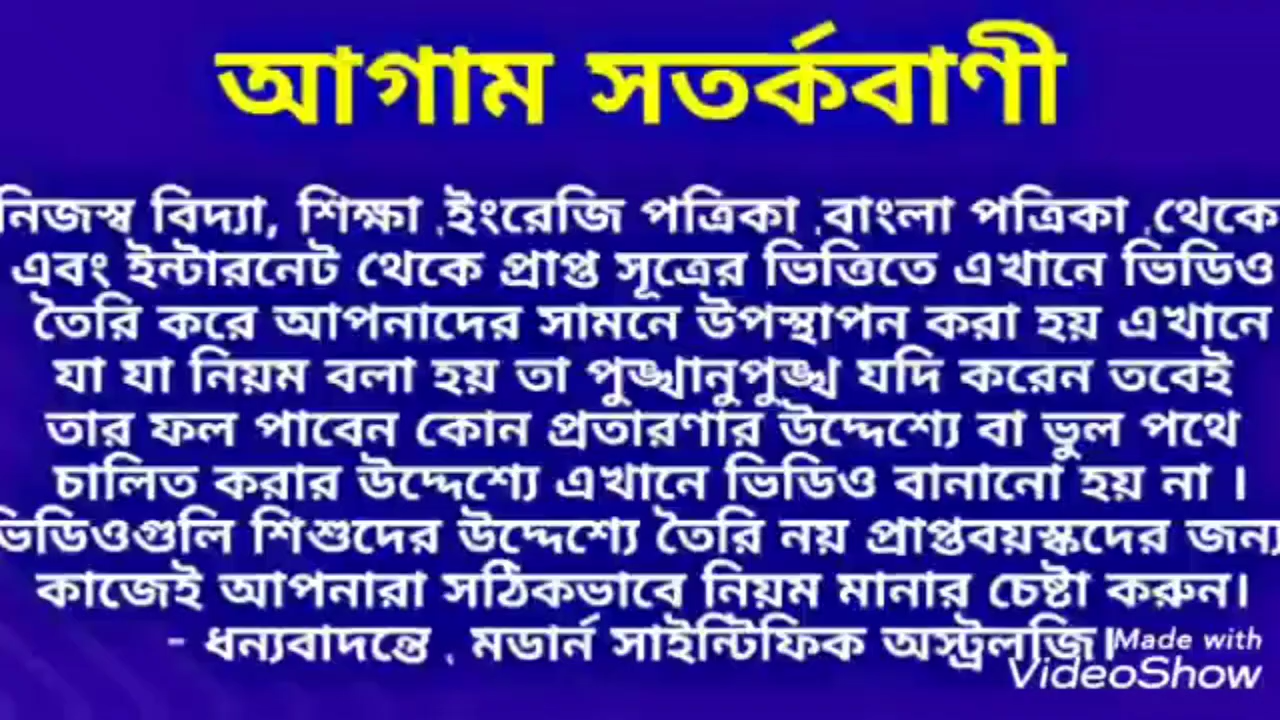 আগাম সতর্কবাণী
নিজস্ব বিদ্যা, শিক্ষা ,ইংরেজি পত্রিকা ,বাংলা পত্রিকা ,থেকে
এবং ইন্টারনেট থেকে প্রাপ্ত সূত্রের ভিত্তিতে এখানে ভিডিও
তৈরি করে আপনাদের সামনে উপস্থাপন করা হয় এখানে
যা যা নিয়ম বলা হয় তা পুঙ্খানুপুঙ্খ যদি করেন তবেই
তার ফল পাবেন কোন প্রতারণার উদ্দেশ্যে বা ভুল পথে
চালিত করার উদ্দেশ্যে এখানে ভিডিও বানানো হয় না ।
ভিডিওগুলি শিশুদের উদ্দেশ্যে তৈরি নয় প্রাপ্তবয়স্কদের জন্য
কাজেই আপনারা সঠিকভাবে নিয়ম মানার চেষ্টা করুন।
- ধন্যবাদন্তে , মডার্ন সাইন্টিফিক অস্ট্রলজি।
Made with
VideoShow